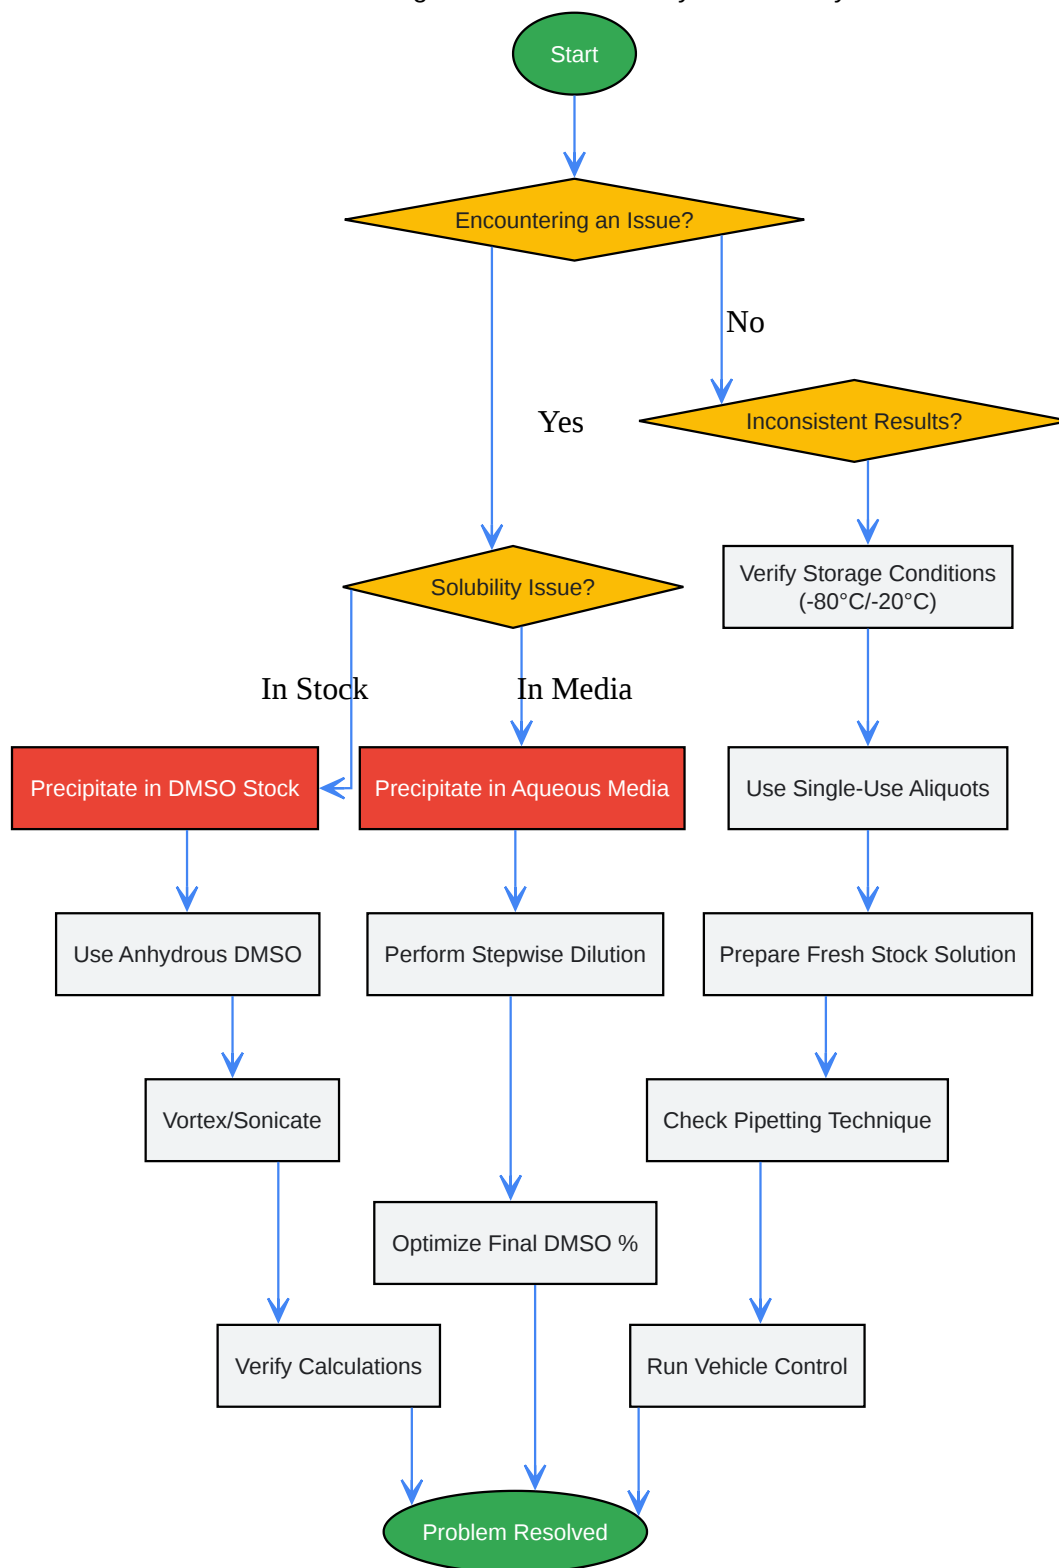 Start
Encountering an Issue?
No
Yes
Inconsistent Results?
Solubility Issue?
Verify Storage Conditions
(-80°C/-20°C)
In Stock
In Media
Precipitate in DMSO Stock
Precipitate in Aqueous Media
Use Single-Use Aliquots
Use Anhydrous DMSO
Perform Stepwise Dilution
Prepare Fresh Stock Solution
Vortex/Sonicate
Check Pipetting Technique
Optimize Final DMSO %
Verify Calculations
Run Vehicle Control
Problem Resolved